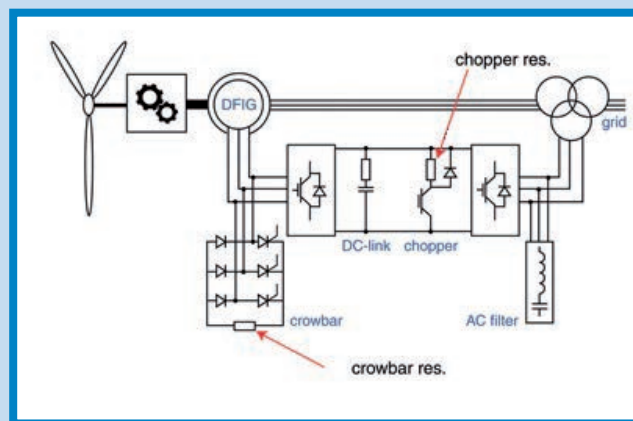 chopper res.
DFIG
grid
DC-link chopper
crowbar
AC filter
crowbar res.